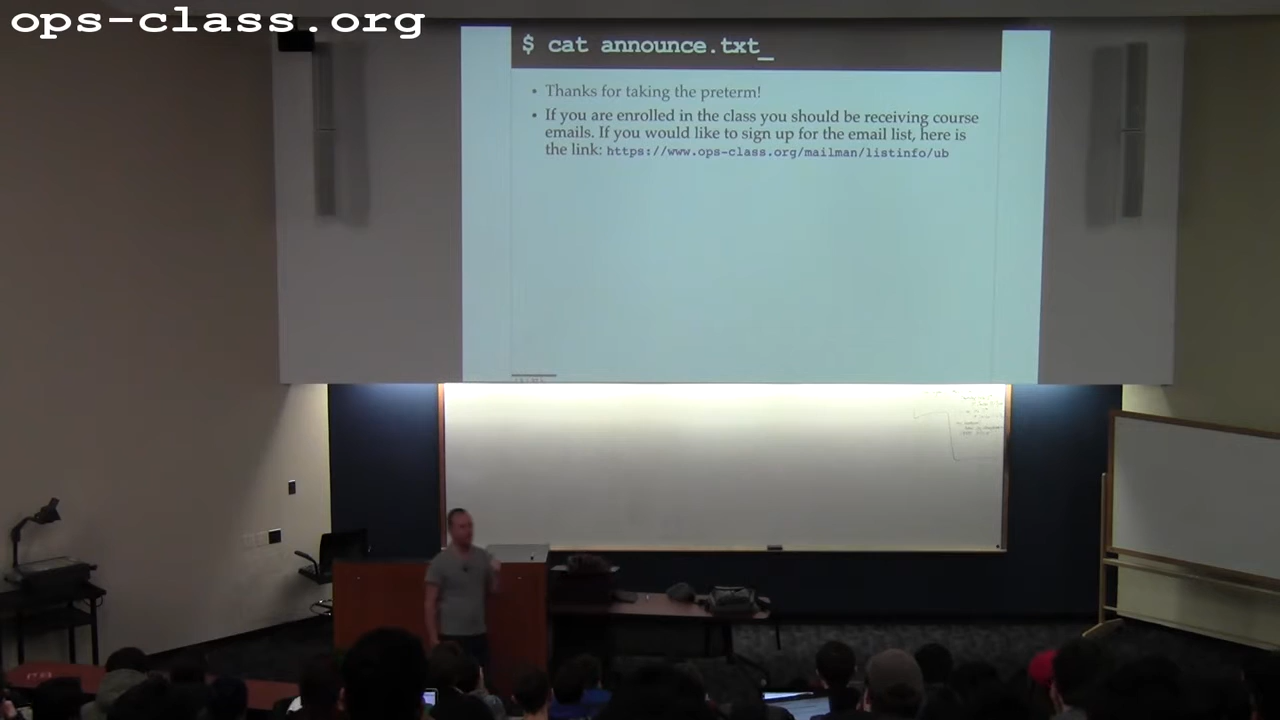 ops-class.org
$ cat announce.txt_
• Thanks for taking the preterm!
• If you are enrolled in the class you should be receiving course
emails. If you would like to sign up for the email list, here is
the link: https://www.ops-class.org/mailman/listinfo/ub